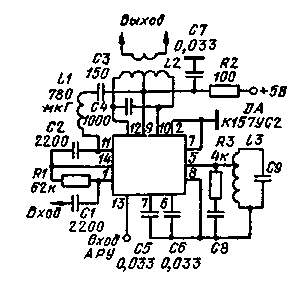 Выход
C7
0,033
C3
150
L2
R2
100
+5В
L1
780
мкГ
C4
1000
DA
К157УС2
C2
2200
12 9 10 2
11
14
1
7
5
8
R3
4к
L3
C9
R1
62к
Вход
C1
2200
13 7 6
Вход
АРУ
C5
0,033
C6
0,033
C8